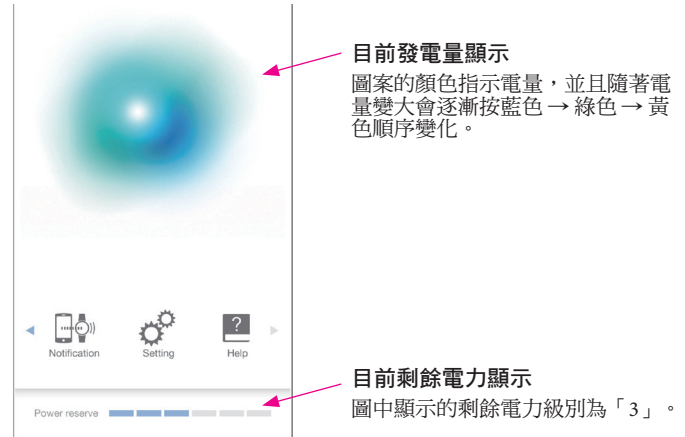 目前發電量顯示
圖案的顏色指示電量，並且隨著電
量變大會逐漸按藍色 → 綠色 → 黃
色順序變化。
?
Notification
Setting
Help
目前剩餘電力顯示
圖中顯示的剩餘電力級別為「3」。
Power reserve